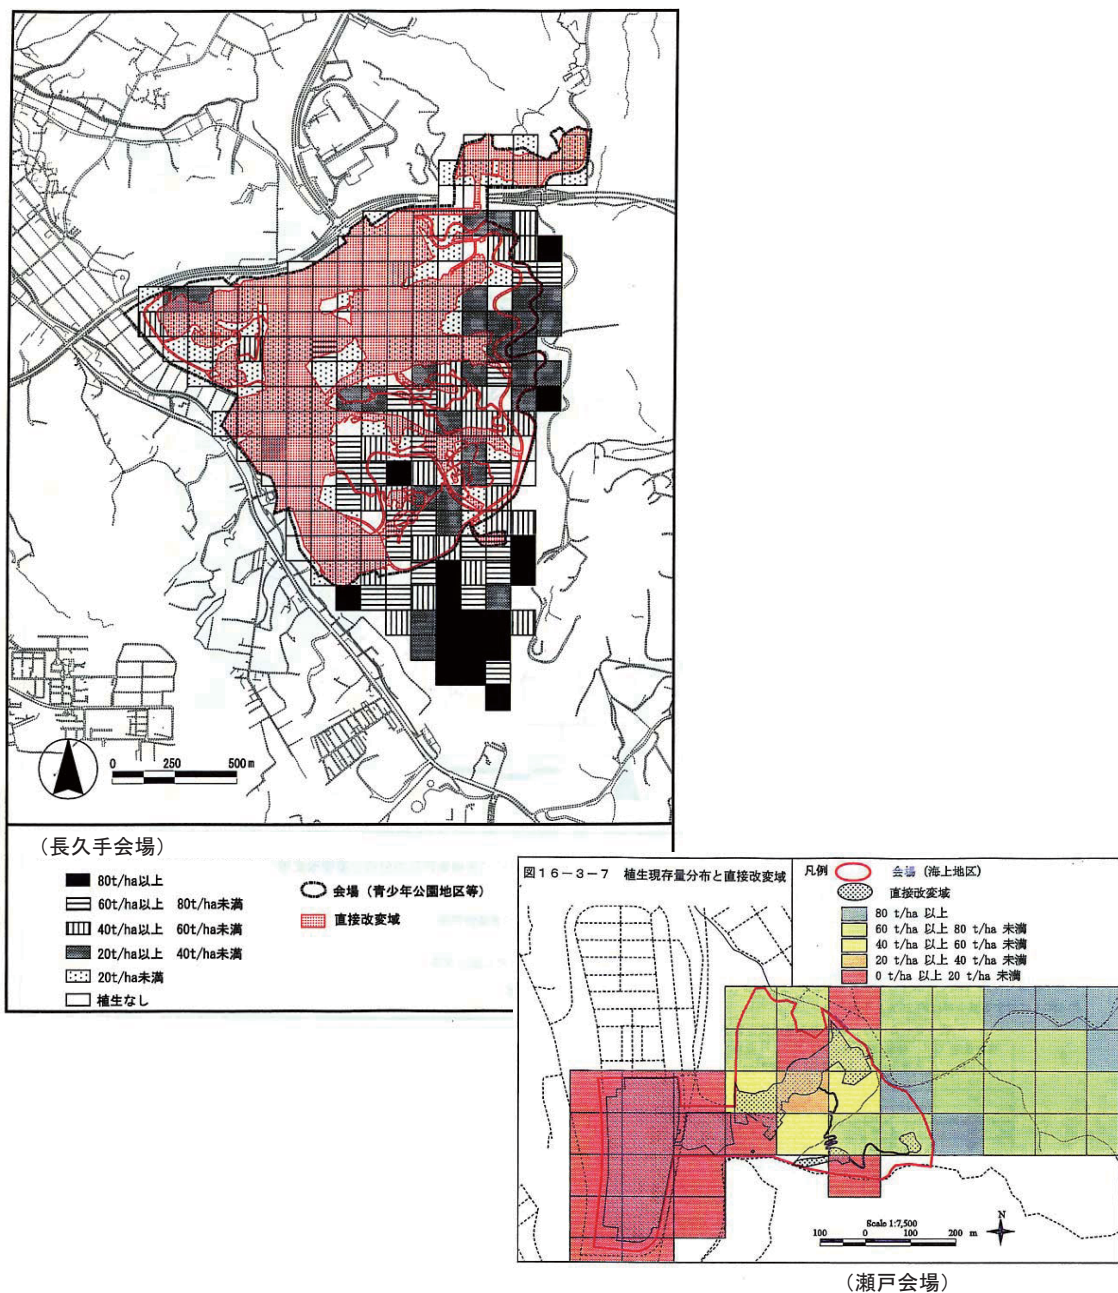 0 250 500m
（長久手会場）
80t/ha以上
60t/ha以上 80t/ha未満
40t/ha以上 60t/ha未満
20t/ha以上 40t/ha未満
20t/ha未満
植生なし
会場（青少年公園地区等）
直接改変域
図１６－３－７ 植生現存量分布と直接改変域
凡例
会場（海上地区）
直接改変域
80 t/ha 以上
60 t/ha 以上 80 t/ha 未満
40 t/ha 以上 60 t/ha 未満
20 t/ha 以上 40 t/ha 未満
0 t/ha 以上 20 t/ha 未満
Scale 1:7,500
100 0 100 200 m
N
（瀬戸会場）